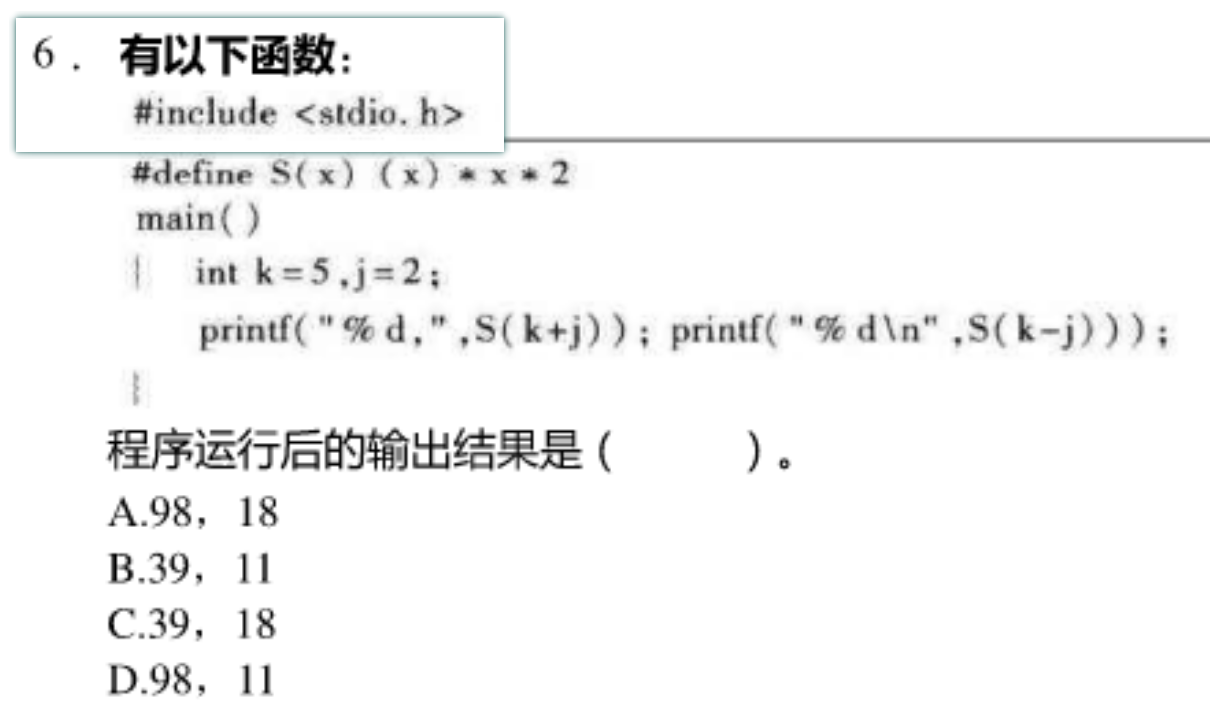 6 . 有以下函数：
#include <stdio. h>
#define S(x) (x) * x * 2
main( )
{ int k=5,j=2;
printf("% d,",S(k+j)); printf("% d\n",S(k-j)));
}
程序运行后的输出结果是（ ）。
A.98，18
B.39，11
C.39，18
D.98，11